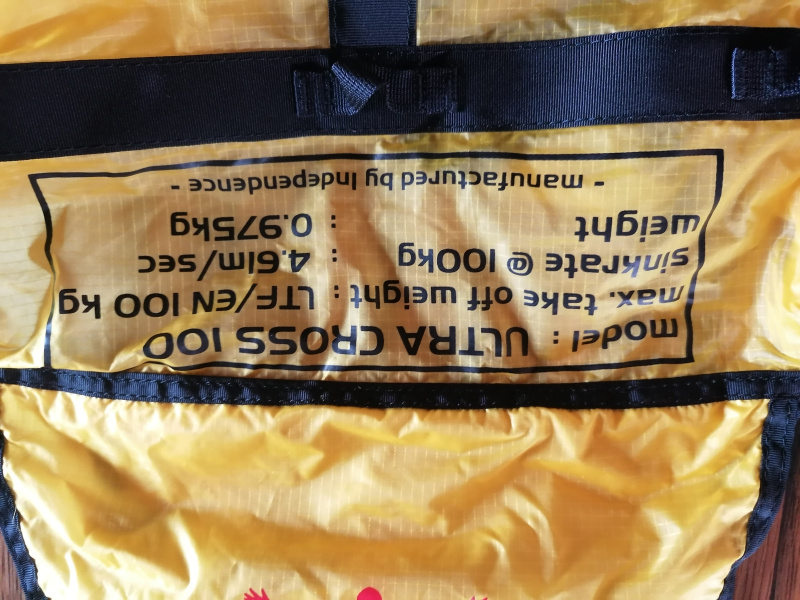 model : ULTRA CROSS 100
max. take off weight : LTF/EN 100 kg
sinkrate @ 100kg : 4.61m/sec
weight : 0.975kg
- manufactured by Independence -